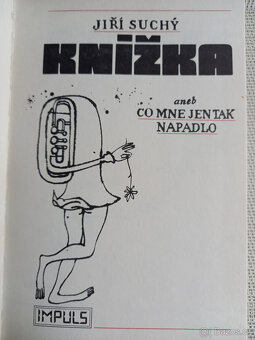 JIŘÍ SUCHÝ
KNÍŽKA
aneb
CO MNE JEN TAK
NAPADLO
IMPULS